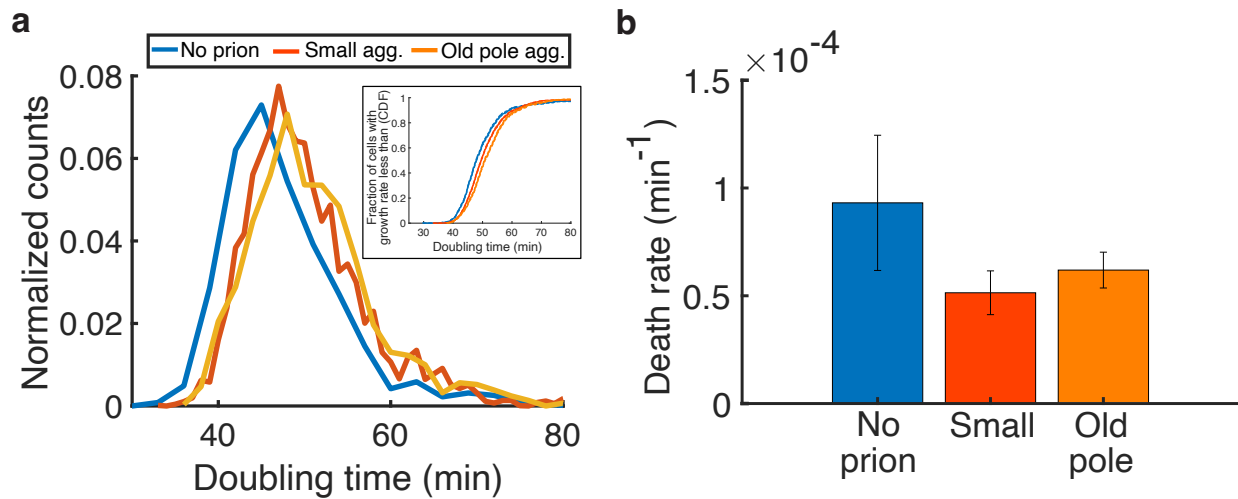 a
No prion Small agg. Old pole agg.
0.08
0.06
0.04
0.02
0
Normalized counts
40 60 80
Doubling time (min)
Fraction of cells with
growth rate less than (CDF)
1
0.8
0.6
0.4
0.2
0
30 40 50 60 70 80
Doubling time (min)
b
×10⁻⁴
1.5
1
0.5
0
Death rate (min⁻¹)
No
prion
Small
Old
pole